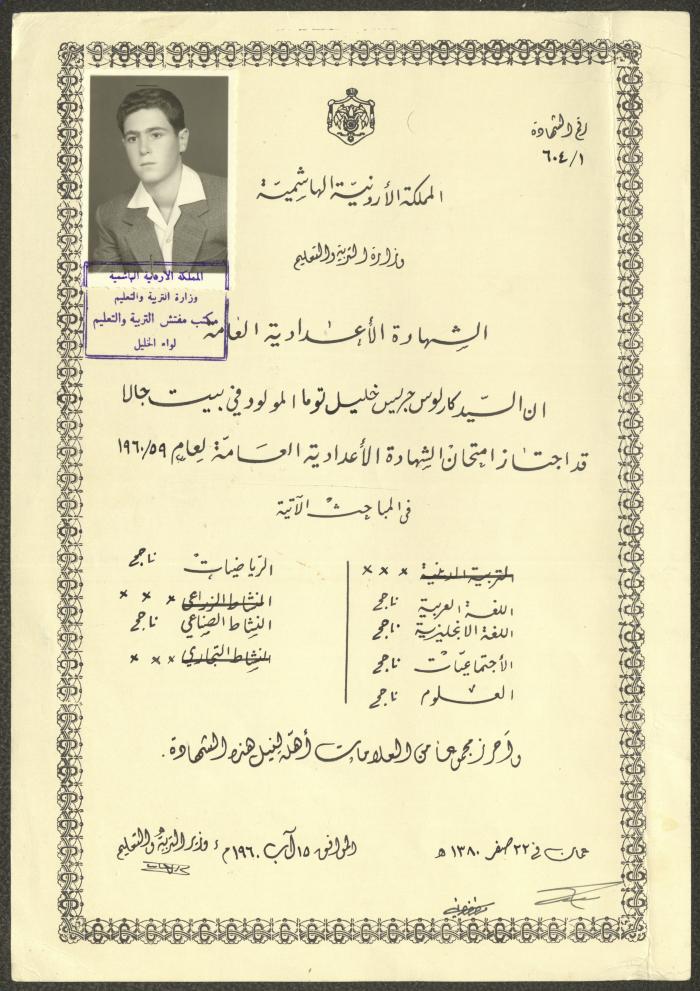 رقم الشهادة
٦٠٤/١
المملكة الأردنية الهاشمية
وزارة التربية والتعليم
المملكة الأردنية الهاشمية
وزارة التربية والتعليم
مكتب مفتش التربية والتعليم
لواء الخليل
الشهادة الأعدادية العامة
ان السيد كارلوس جريس خليل توما المولود في بيت جالا
قد اجتاز امتحان الشهادة الأعدادية العامة لعام ١٩٦٠/٥٩
في المباحث الآتية
التربية الدينية × × ×
اللغة العربية ناجح
اللغة الانجليزية ناجح
الأجتماعيات ناجح
العلوم ناجح
الرياضيات ناجح
النشاط الزراعي × × ×
النشاط الصناعي ناجح
النشاط التجاري × × ×
واحرز مجموعا من العلامات أهله لنيل هذه الشهادة.
عمان في ٢٢ صفر ١٣٨٠ هـ الموافق ١٥ آب ١٩٦٠ م وزير التربية والتعليم